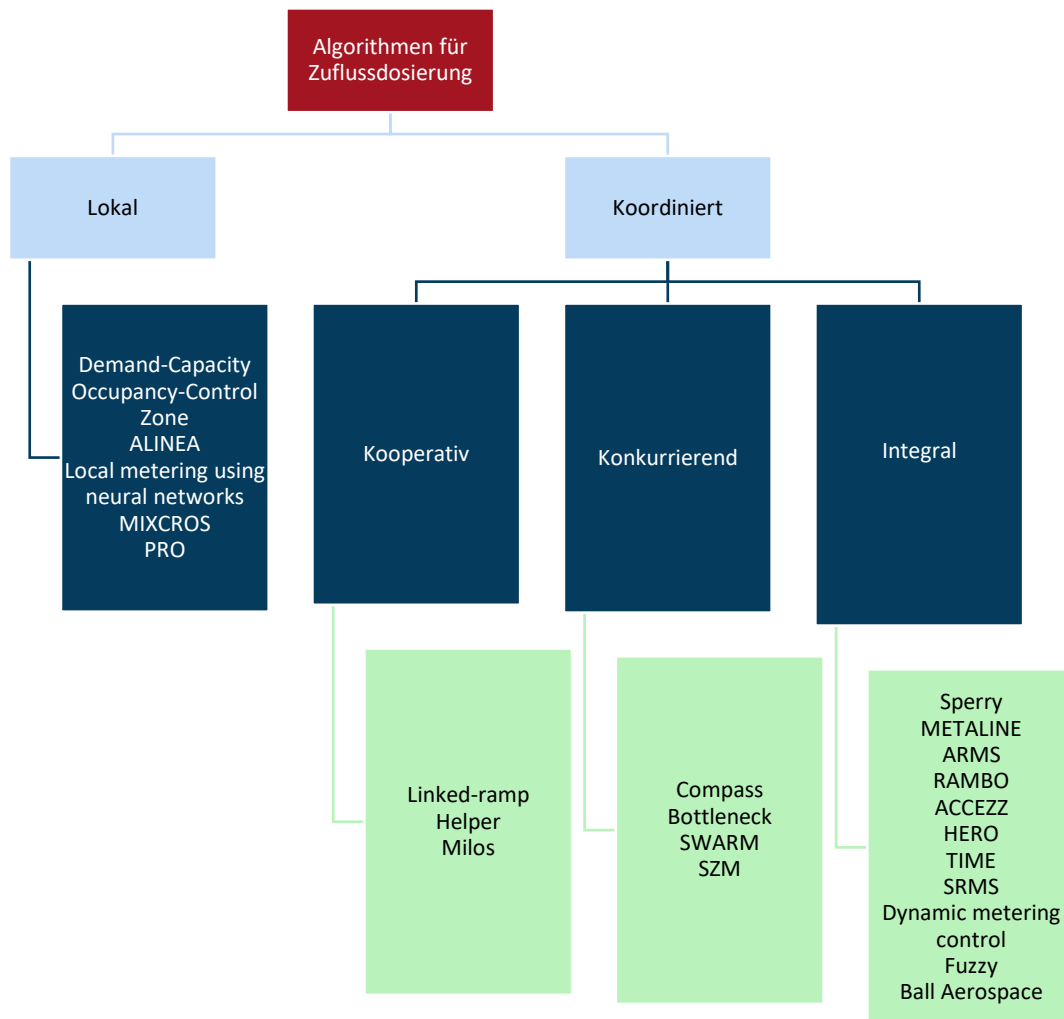 Algorithmen für
Zuflussdosierung
Lokal
Koordiniert
Demand-Capacity
Occupancy-Control
Zone
ALINEA
Local metering using
neural networks
MIXCROS
PRO
Kooperativ
Konkurrierend
Integral
Linked-ramp
Helper
Milos
Compass
Bottleneck
SWARM
SZM
Sperry
METALINE
ARMS
RAMBO
ACCEZZ
HERO
TIME
SRMS
Dynamic metering
control
Fuzzy
Ball Aerospace